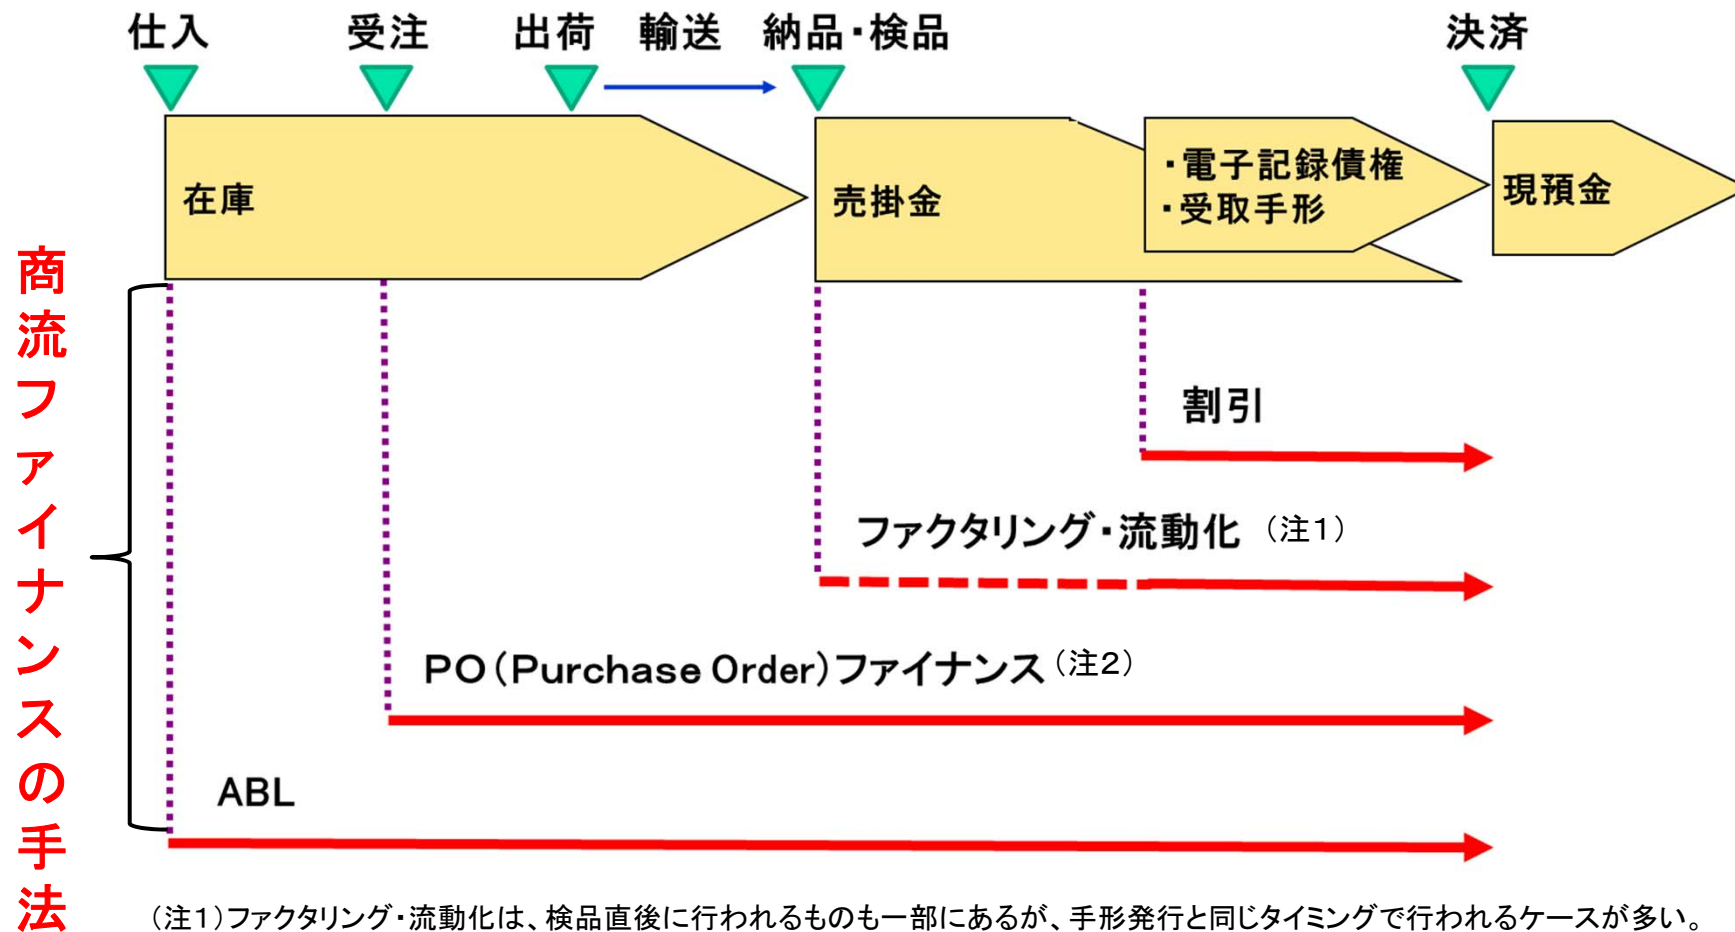 仕入 受注 出荷 輸送 納品・検品 決済
在庫
売掛金
・電子記録債権
・受取手形
現預金
商流ファイナンスの手法
割引
ファクタリング・流動化 （注１）
ＰＯ（Purchase Order）ファイナンス（注２）
ABL
（注１）ファクタリング・流動化は、検品直後に行われるものも一部にあるが、手形発行と同じタイミングで行われるケースが多い。